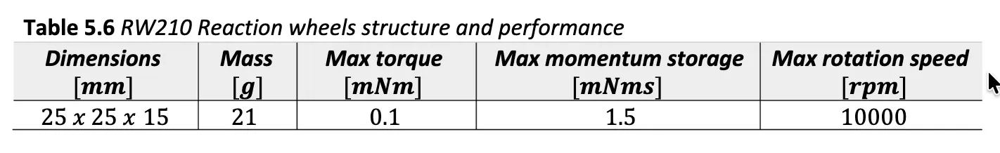 Table 5.6 RW210 Reaction wheels structure and performance
Dimensions Mass Max torque Max momentum storage Max rotation speed
[mm] [g] [mNm] [mNms] [rpm]
25 x 25 x 15 21 0.1 1.5 10000